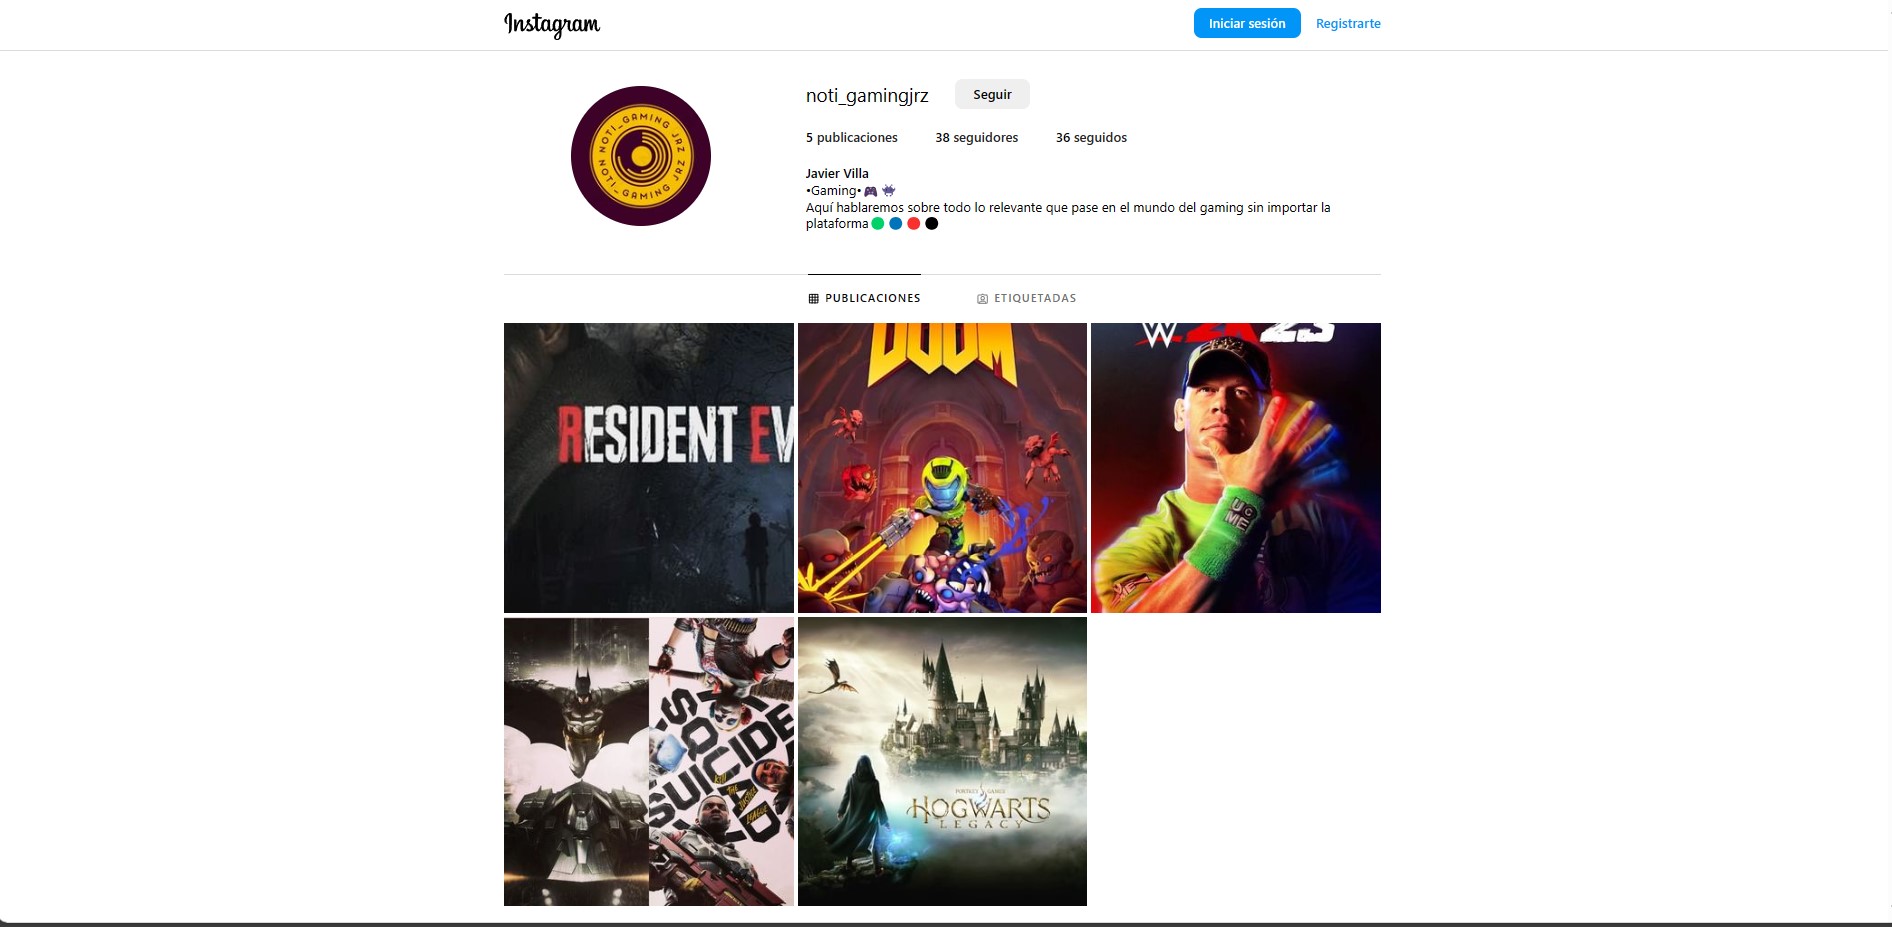 Instagram
Iniciar sesión
Registrarte
NOTI_GAMING JRZ
NOTI_GAMING JRZ
noti_gamingjrz
Seguir
5 publicaciones 38 seguidores 36 seguidos
Javier Villa
•Gaming•🎮 👾
Aquí hablaremos sobre todo lo relevante que pase en el mundo del gaming sin importar la
plataforma🟢 🔵 🔴 ⚫
PUBLICACIONES
ETIQUETADAS
RESIDENT EV
DOOM
W 2K23
U C
ME
SUICIDE
SQUAD
KILL
THE
JUSTICE
LEAGUE
PORTKEY GAMES
HOGWARTS
LEGACY